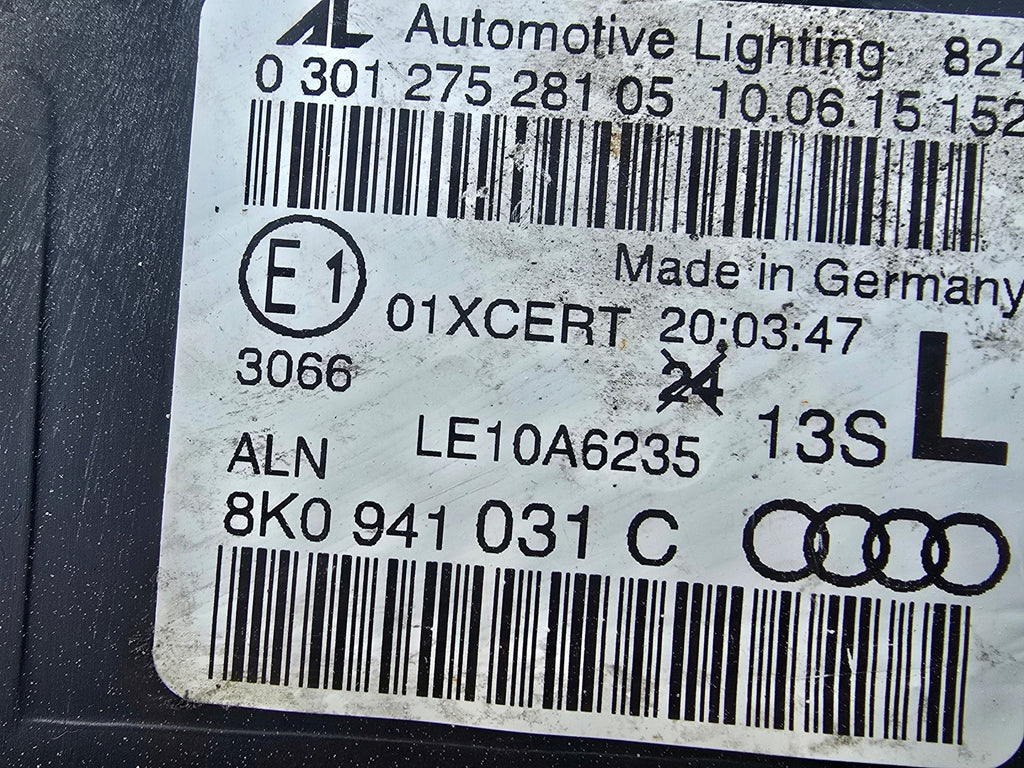 AL Automotive Lighting 824
0 301 275 281 05 10.06.15 152
E1
Made in Germany
01XCERT 20:03:47
3066
24
L
ALN LE10A6235 13S
8K0 941 031 C